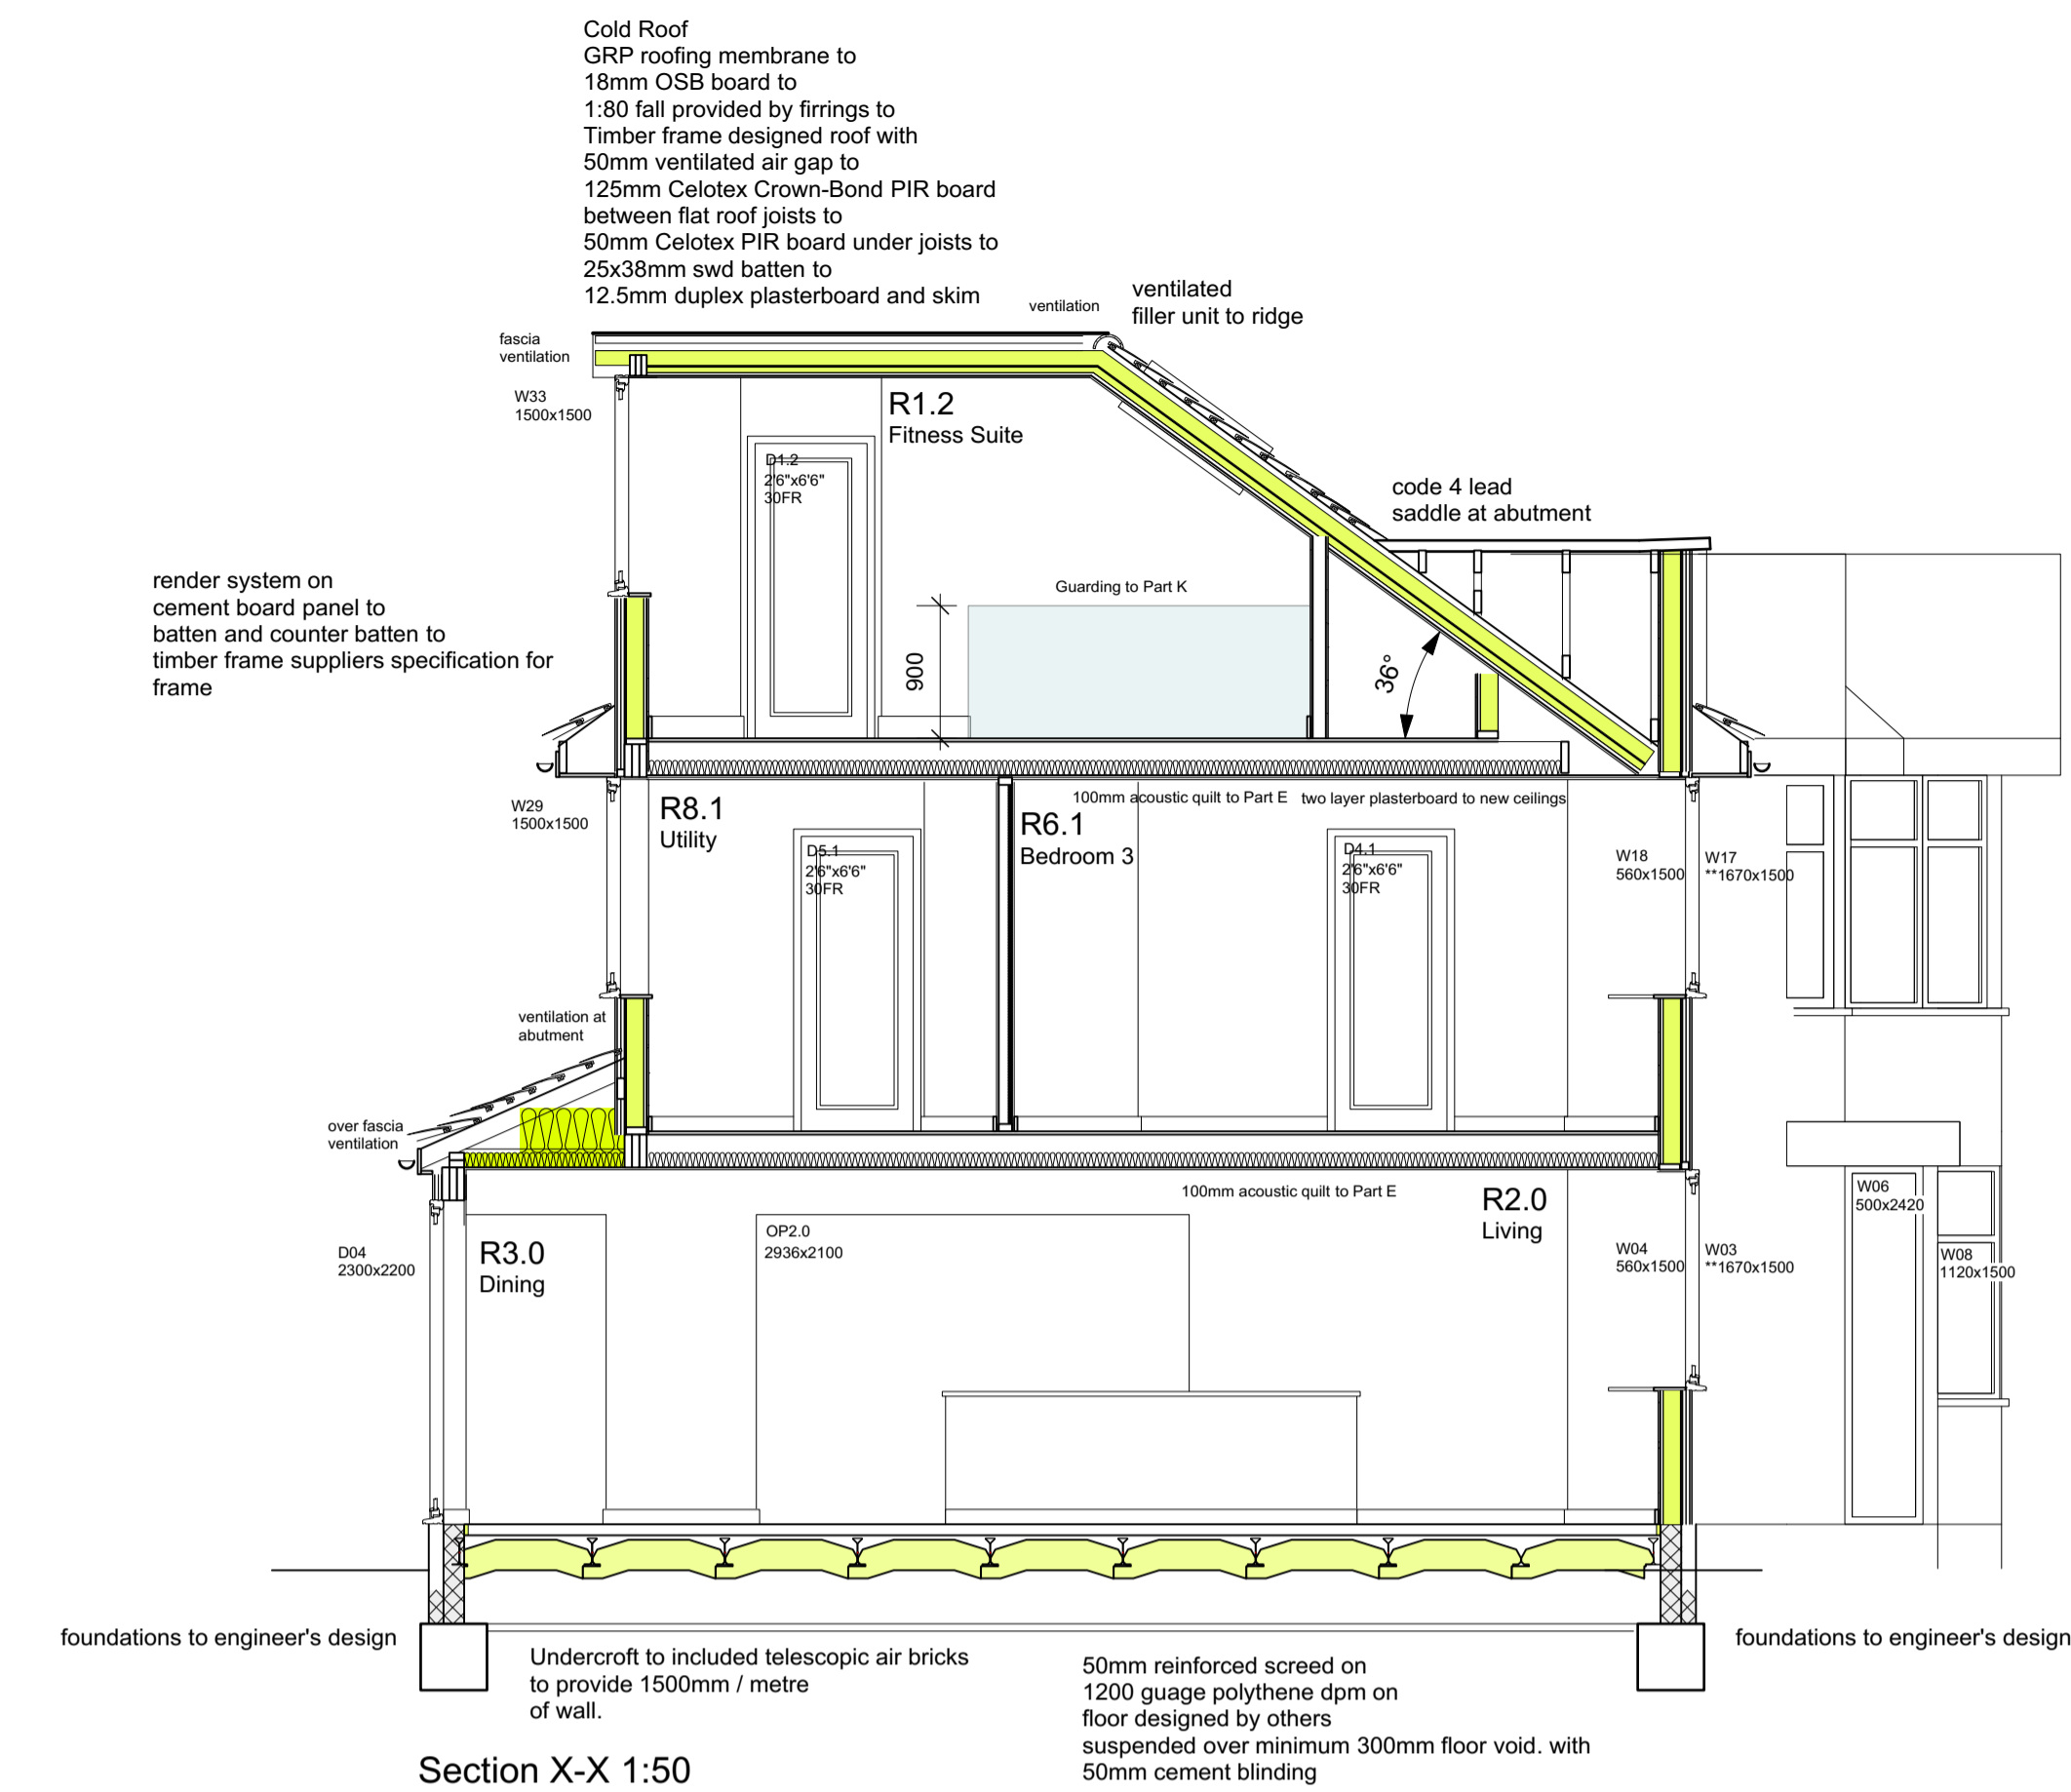 Cold Roof
GRP roofing membrane to
18mm OSB board to
1:80 fall provided by firrings to
Timber frame designed roof with
50mm ventilated air gap to
125mm Celotex Crown-Bond PIR board
between flat roof joists to
50mm Celotex PIR board under joists to
25x38mm swd batten to
12.5mm duplex plasterboard and skim
ventilation
ventilated
filler unit to ridge
fascia
ventilation
W33
1500x1500
R1.2
Fitness Suite
D1.2
2'6"x6'6"
30FR
code 4 lead
saddle at abutment
render system on
cement board panel to
batten and counter batten to
timber frame suppliers specification for
frame
Guarding to Part K
900
36°
W29
1500x1500
R8.1
Utility
100mm acoustic quilt to Part E
two layer plasterboard to new ceilings
R6.1
Bedroom 3
D5.1
2'6"x6'6"
30FR
D4.1
2'6"x6'6"
30FR
W18
560x1500
W17
**1670x1500
ventilation at
abutment
over fascia
ventilation
100mm acoustic quilt to Part E
R2.0
Living
W06
500x2420
D04
2300x2200
R3.0
Dining
OP2.0
2936x2100
W04
560x1500
W03
**1670x1500
W08
1120x1500
foundations to engineer's design
foundations to engineer's design
Undercroft to included telescopic air bricks
to provide 1500mm / metre
of wall.
50mm reinforced screed on
1200 guage polythene dpm on
floor designed by others
suspended over minimum 300mm floor void. with
50mm cement blinding
Section X-X 1:50